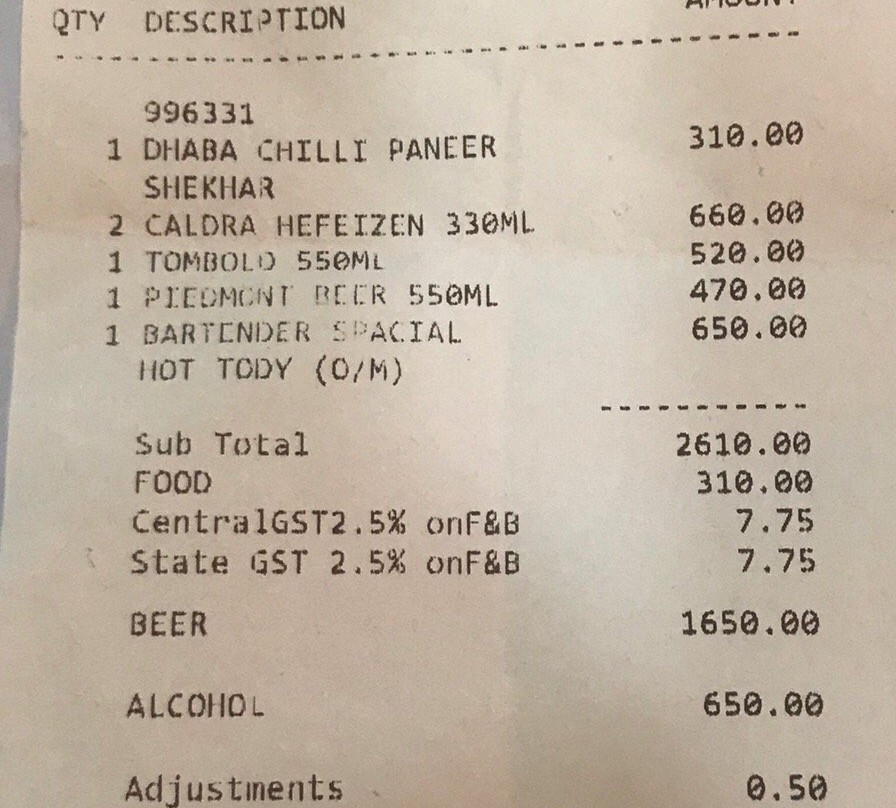 AMOUNT
QTY DESCRIPTION
996331
1 DHABA CHILLI PANEER 310.00
SHEKHAR
2 CALDRA HEFEIZEN 330ML 660.00
1 TOMBOLO 550ML 520.00
1 PIEDMONT BEER 550ML 470.00
1 BARTENDER SPACIAL 650.00
HOT TODY (O/M)
Sub Total 2610.00
FOOD 310.00
CentralGST2.5% onF&B 7.75
State GST 2.5% onF&B 7.75
BEER 1650.00
ALCOHOL 650.00
Adjustments 0.50